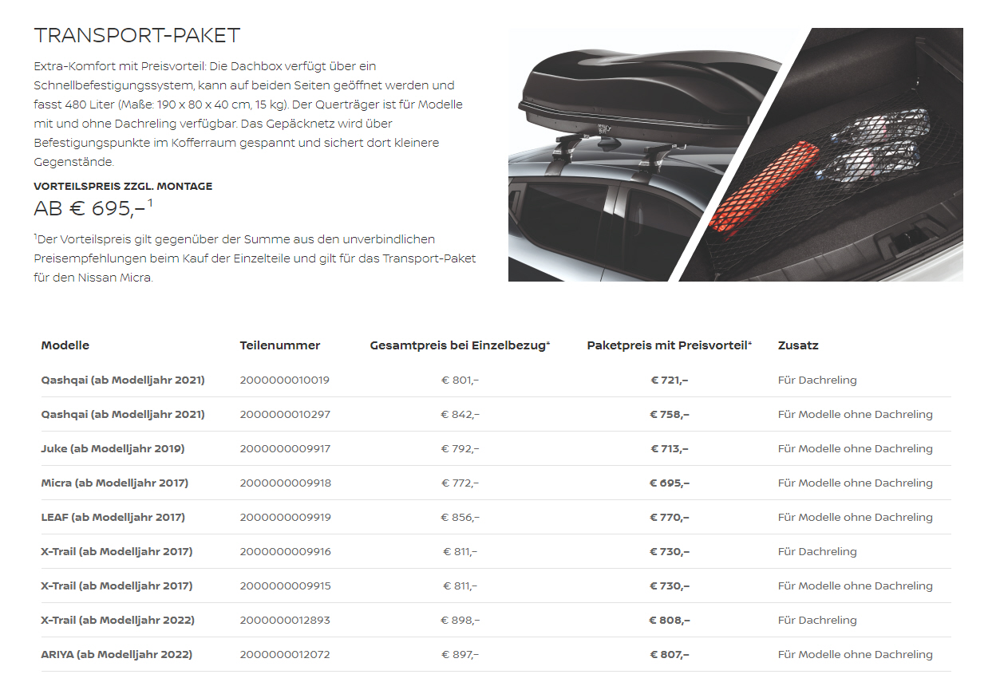 TRANSPORT-PAKET
Extra-Komfort mit Preisvorteil: Die Dachbox verfügt über ein
Schnellbefestigungssystem, kann auf beiden Seiten geöffnet werden und
fasst 480 Liter (Maße: 190 x 80 x 40 cm, 15 kg). Der Querträger ist für Modelle
mit und ohne Dachreling verfügbar. Das Gepäcknetz wird über
Befestigungspunkte im Kofferraum gespannt und sichert dort kleinere
Gegenstände.
VORTEILSPREIS ZZGL. MONTAGE
AB € 695,–¹
¹Der Vorteilspreis gilt gegenüber der Summe aus den unverbindlichen
Preisempfehlungen beim Kauf der Einzelteile und gilt für das Transport-Paket
für den Nissan Micra.
Modelle Teilenummer Gesamtpreis bei Einzelbezug* Paketpreis mit Preisvorteil* Zusatz
Qashqai (ab Modelljahr 2021) 2000000010019 € 801,– € 721,– Für Dachreling
Qashqai (ab Modelljahr 2021) 2000000010297 € 842,– € 758,– Für Modelle ohne Dachreling
Juke (ab Modelljahr 2019) 2000000009917 € 792,– € 713,– Für Modelle ohne Dachreling
Micra (ab Modelljahr 2017) 2000000009918 € 772,– € 695,– Für Modelle ohne Dachreling
LEAF (ab Modelljahr 2017) 2000000009919 € 856,– € 770,– Für Modelle ohne Dachreling
X-Trail (ab Modelljahr 2017) 2000000009916 € 811,– € 730,– Für Dachreling
X-Trail (ab Modelljahr 2017) 2000000009915 € 811,– € 730,– Für Modelle ohne Dachreling
X-Trail (ab Modelljahr 2022) 2000000012893 € 898,– € 808,– Für Dachreling
ARIYA (ab Modelljahr 2022) 2000000012072 € 897,– € 807,– Für Modelle ohne Dachreling